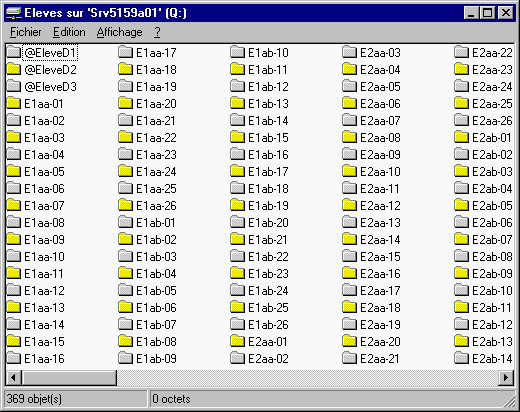 Eleves sur 'Srv5159a01' (Q:)
Fichier Edition Affichage ?
@EleveD1
@EleveD2
@EleveD3
E1aa-01
E1aa-02
E1aa-03
E1aa-04
E1aa-05
E1aa-06
E1aa-07
E1aa-08
E1aa-09
E1aa-10
E1aa-11
E1aa-12
E1aa-13
E1aa-14
E1aa-15
E1aa-16
E1aa-17
E1aa-18
E1aa-19
E1aa-20
E1aa-21
E1aa-22
E1aa-23
E1aa-24
E1aa-25
E1aa-26
E1ab-01
E1ab-02
E1ab-03
E1ab-04
E1ab-05
E1ab-06
E1ab-07
E1ab-08
E1ab-09
E1ab-10
E1ab-11
E1ab-12
E1ab-13
E1ab-14
E1ab-15
E1ab-16
E1ab-17
E1ab-18
E1ab-19
E1ab-20
E1ab-21
E1ab-22
E1ab-23
E1ab-24
E1ab-25
E1ab-26
E2aa-01
E2aa-02
E2aa-03
E2aa-04
E2aa-05
E2aa-06
E2aa-07
E2aa-08
E2aa-09
E2aa-10
E2aa-11
E2aa-12
E2aa-13
E2aa-14
E2aa-15
E2aa-16
E2aa-17
E2aa-18
E2aa-19
E2aa-20
E2aa-21
E2aa-22
E2aa-23
E2aa-24
E2aa-25
E2aa-26
E2ab-01
E2ab-02
E2ab-03
E2ab-04
E2ab-05
E2ab-06
E2ab-07
E2ab-08
E2ab-09
E2ab-10
E2ab-11
E2ab-12
E2ab-13
E2ab-14
369 objet(s) 0 octets